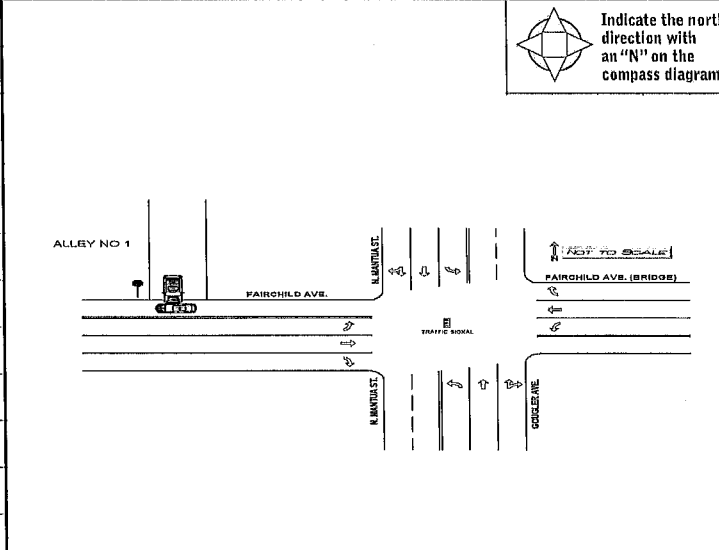 Indicate the nort
direction with
an "N" on the
compass diagram
ALLEY NO 1
N. MANTUA ST.
N
NOT TO SCALE
FAIRCHILD AVE. (BRIDGE)
FAIRCHILD AVE.
TRAFFIC SIGNAL
N. MANTUA ST.
GOUGLER AVE.